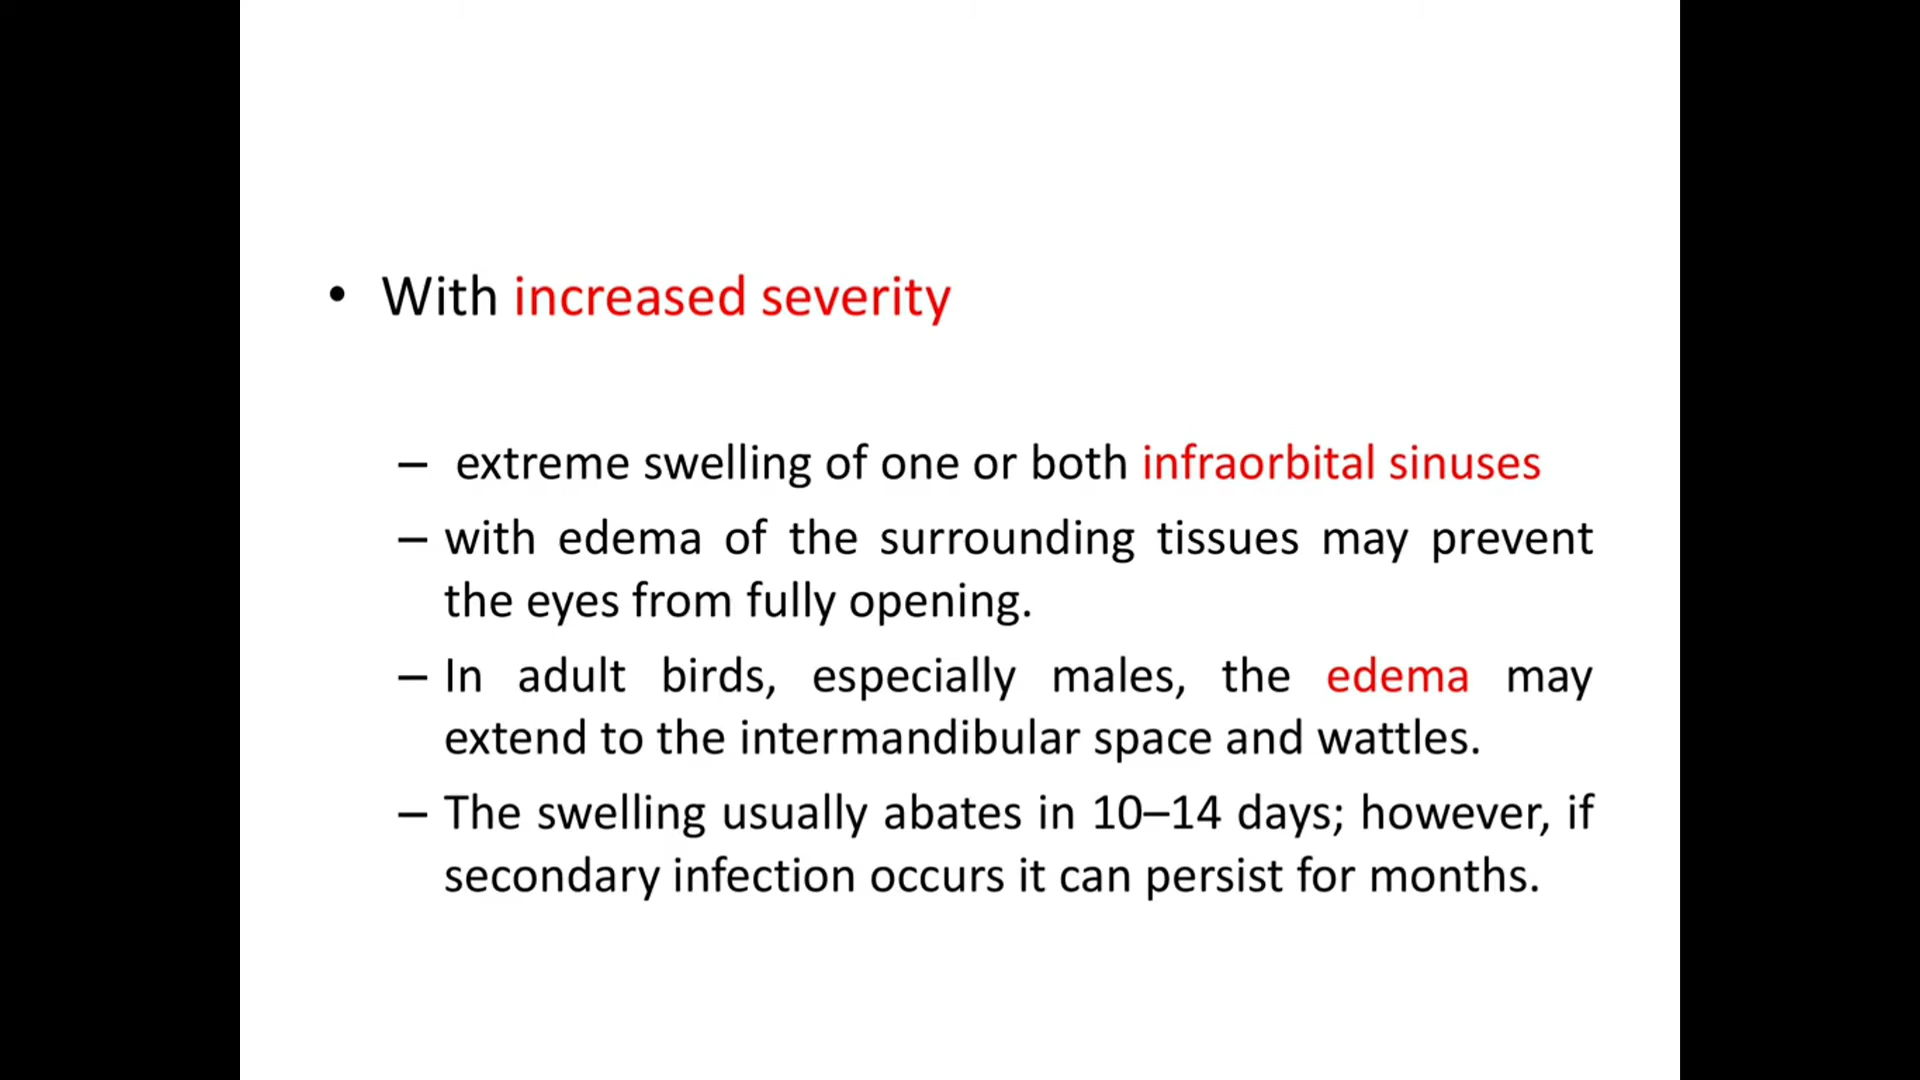 • With increased severity
– extreme swelling of one or both infraorbital sinuses
– with edema of the surrounding tissues may prevent
the eyes from fully opening.
– In adult birds, especially males, the edema may
extend to the intermandibular space and wattles.
– The swelling usually abates in 10–14 days; however, if
secondary infection occurs it can persist for months.